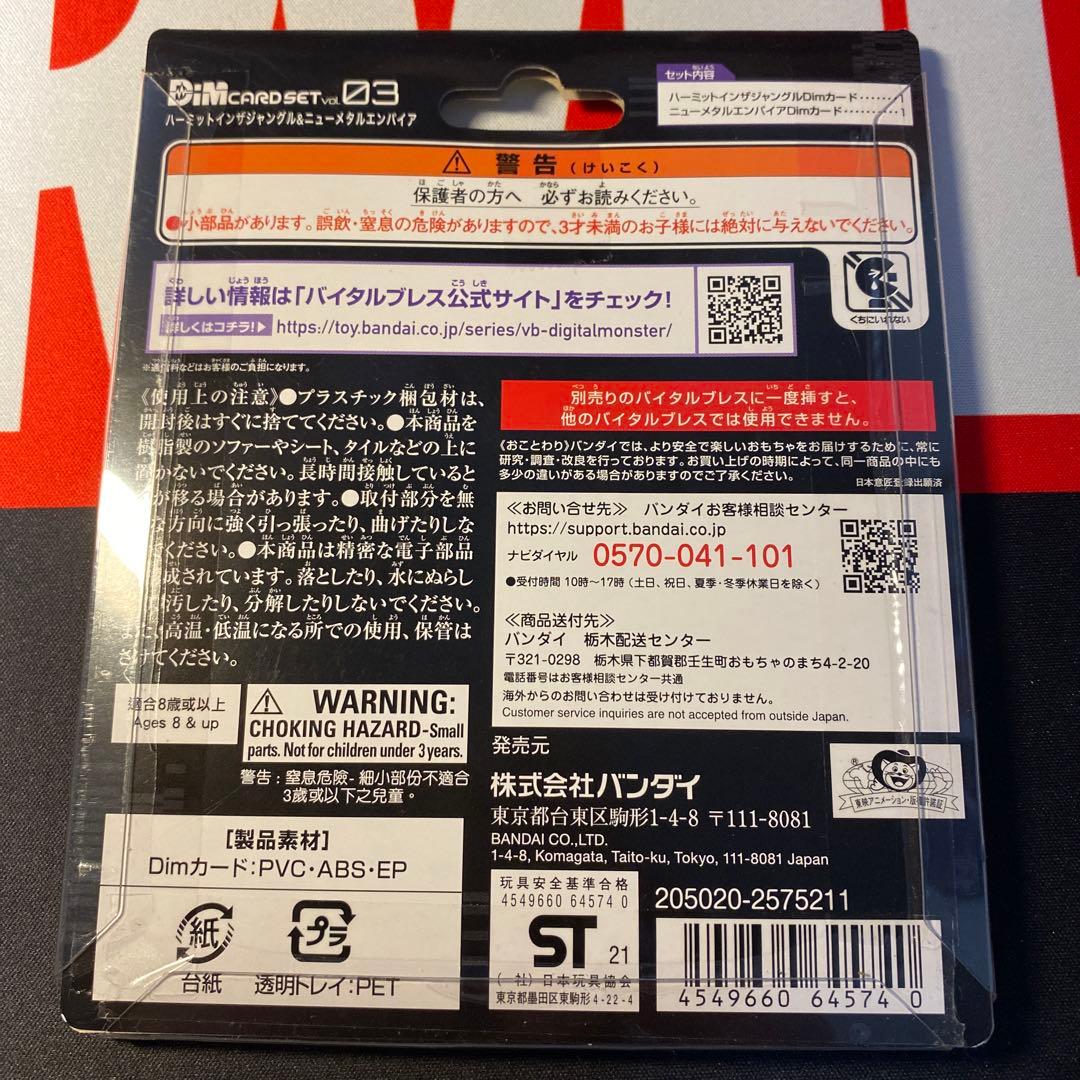 DiM CARD SET VOL 03
ハーミットインザジャングル&ニューメタルエンパイア
セット内容
ハーミットインザジャングルDimカード……1
ニューメタルエンパイアDimカード………1
⚠ 警告(けいこく)
保護者の方へ 必ずお読みください。
●小部品があります。誤飲・窒息の危険がありますので、3才未満のお子様には絶対に与えないでください。
くちにいれない
詳しい情報は「バイタルブレス公式サイト」をチェック!
詳しくはコチラ!▶ https://toy.bandai.co.jp/series/vb-digitalmonster/
※通信料などはお客様のご負担になります。
《使用上の注意》●プラスチック梱包材は、
開封後はすぐに捨ててください。●本商品を
樹脂製のソファーやシート、タイルなどの上に
置かないでください。長時間接触していると
が移る場合があります。●取付部分を無
な方向に強く引っ張ったり、曲げたりしな
ください。●本商品は精密な電子部品
成されています。落としたり、水にぬらし
汚したり、分解したりしないでください。
また、高温・低温になる所での使用、保管は
さけてください。
別売りのバイタルブレスに一度挿すと、
他のバイタルブレスでは使用できません。
《おことわり》バンダイでは、より安全で楽しいおもちゃをお届けするために、常に
研究・調査・改良を行っております。お買い上げの時期によって、同一商品の中にも
多少の違いがある場合がありますのでご了承ください。
日本意匠登録出願済
≪お問い合せ先≫ バンダイお客様相談センター
https://support.bandai.co.jp
ナビダイヤル 0570-041-101
●受付時間 10時〜17時(土日、祝日、夏季・冬季休業日を除く)
≪商品送付先≫
バンダイ 栃木配送センター
〒321-0298 栃木県下都賀郡壬生町おもちゃのまち4-2-20
電話番号はお客様相談センター共通
海外からのお問い合わせは受け付けておりません。
Customer service inquiries are not accepted from outside Japan.
適合8歲或以上
Ages 8 & up
⚠ WARNING:
CHOKING HAZARD-Small
parts. Not for children under 3 years.
警告:窒息危險-細小部份不適合
3歲或以下之兒童。
発売元
株式会社バンダイ
東京都台東区駒形1-4-8 〒111-8081
BANDAI CO.,LTD.
1-4-8, Komagata, Taito-ku, Tokyo, 111-8081 Japan
東映アニメーション・版権許諾証
[製品素材]
Dimカード:PVC・ABS・EP
紙
台紙
プラ
透明トレイ:PET
玩具安全基準合格
4549660 64574 0
ST 21
(社)日本玩具協会
東京都墨田区東駒形4-22-4
205020-2575211
4549660 645740